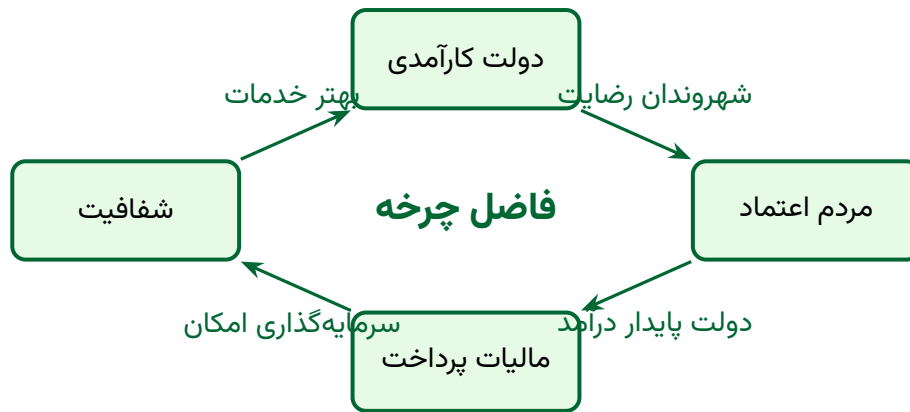 دولت کارآمدی
شهروندان رضایت
بهتر خدمات
مردم اعتماد
فاضل چرخه
شفافیت
دولت پایدار درآمد
سرمایه‌گذاری امکان
مالیات پرداخت